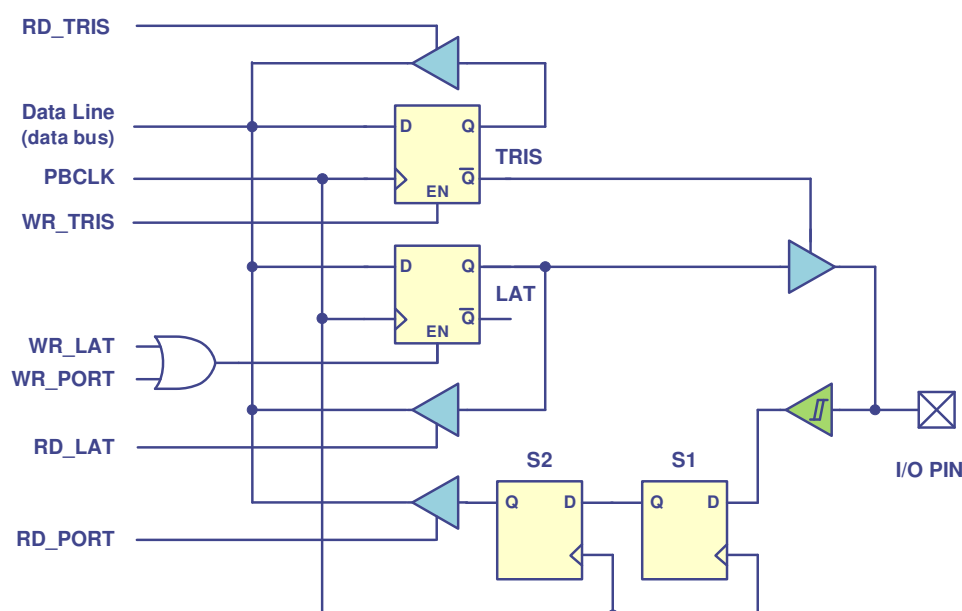 RD_TRIS
Data Line
(data bus)
D
Q
TRIS
PBCLK
EN
Q̅
WR_TRIS
D
Q
LAT
EN
Q̅
WR_LAT
WR_PORT
RD_LAT
S2
S1
I/O PIN
Q
D
Q
D
RD_PORT